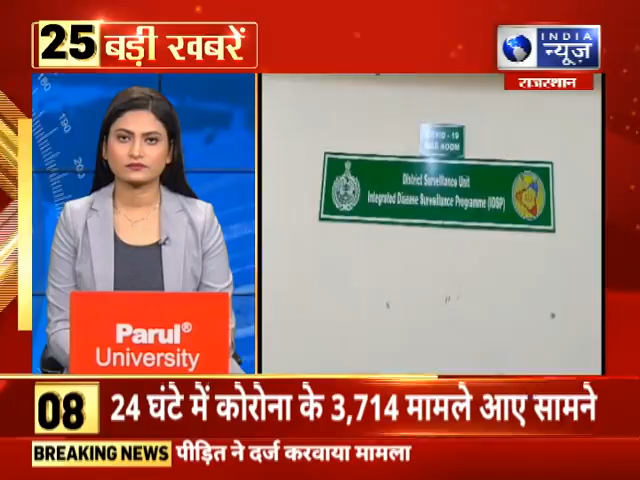 25 बड़ी खबरें
INDIA
न्यूज़
राजस्थान
COVID - 19
WAR ROOM
District Surveillance Unit
Integrated Disease Surveillance Programme (IDSP)
Parul®
University
08 24 घंटे में कोरोना के 3,714 मामले आए सामने
BREAKING NEWS पीड़ित ने दर्ज करवाया मामला